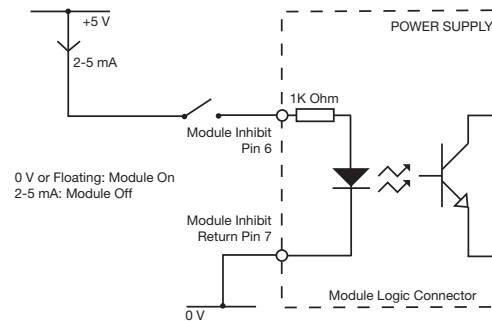 +5 V
POWER SUPPLY
2-5 mA
1K Ohm
Module Inhibit
Pin 6
0 V or Floating: Module On
2-5 mA: Module Off
Module Inhibit
Return Pin 7
Module Logic Connector
0 V